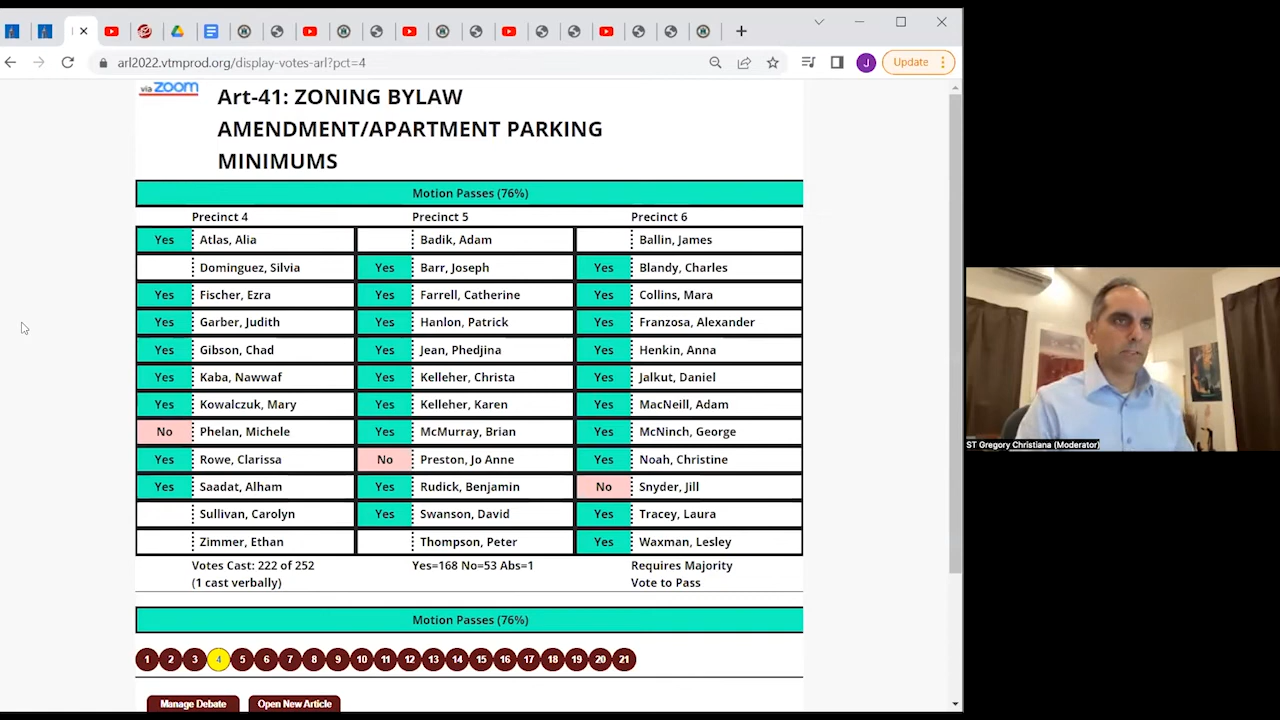 arl2022.vtmprod.org/display-votes-arl?pct=4
J
Update
via zoom
Art-41: ZONING BYLAW
AMENDMENT/APARTMENT PARKING
MINIMUMS
Motion Passes (76%)
Precinct 4 Precinct 5 Precinct 6
Yes Atlas, Alia Badik, Adam Ballin, James
Dominguez, Silvia Yes Barr, Joseph Yes Blandy, Charles
Yes Fischer, Ezra Yes Farrell, Catherine Yes Collins, Mara
Yes Garber, Judith Yes Hanlon, Patrick Yes Franzosa, Alexander
Yes Gibson, Chad Yes Jean, Phedjina Yes Henkin, Anna
Yes Kaba, Nawwaf Yes Kelleher, Christa Yes Jalkut, Daniel
Yes Kowalczuk, Mary Yes Kelleher, Karen Yes MacNeill, Adam
No Phelan, Michele Yes McMurray, Brian Yes McNinch, George
Yes Rowe, Clarissa No Preston, Jo Anne Yes Noah, Christine
Yes Saadat, Alham Yes Rudick, Benjamin No Snyder, Jill
Sullivan, Carolyn Yes Swanson, David Yes Tracey, Laura
Zimmer, Ethan Thompson, Peter Yes Waxman, Lesley
Votes Cast: 222 of 252 Yes=168 No=53 Abs=1 Requires Majority
(1 cast verbally) Vote to Pass
Motion Passes (76%)
1 2 3 4 5 6 7 8 9 10 11 12 13 14 15 16 17 18 19 20 21
Manage Debate Open New Article
ST Gregory Christiana (Moderator)